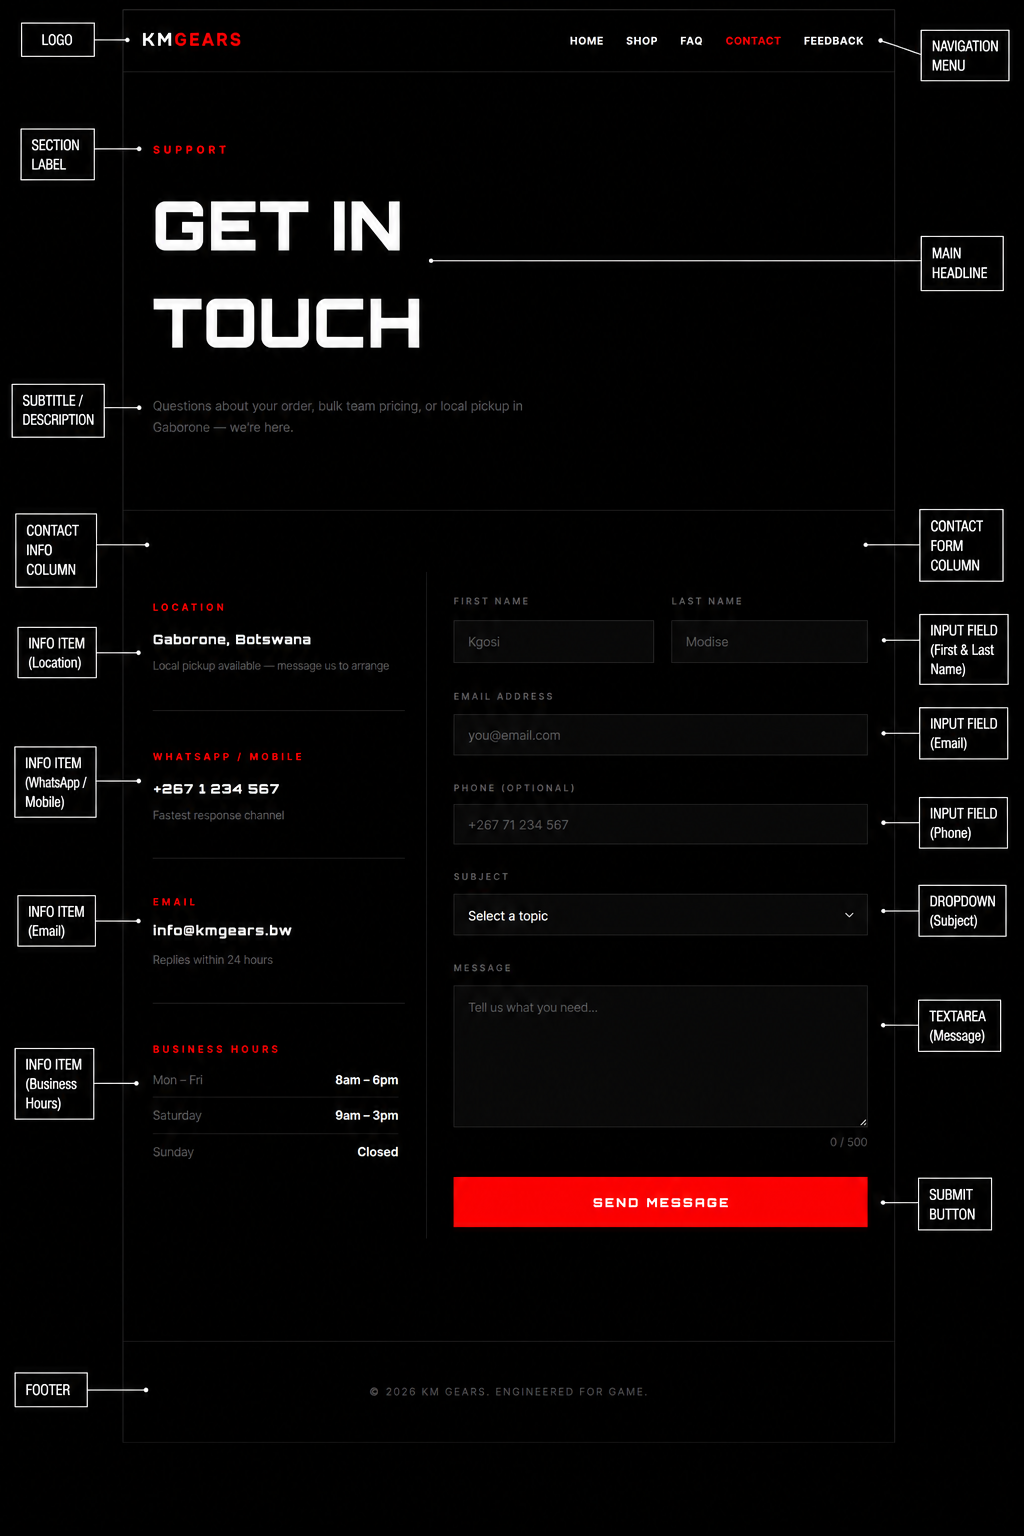 LOGO
KMGEARS
HOME SHOP FAQ CONTACT FEEDBACK
NAVIGATION
MENU
SECTION
LABEL
SUPPORT
GET IN
TOUCH
MAIN
HEADLINE
SUBTITLE /
DESCRIPTION
Questions about your order, bulk team pricing, or local pickup in
Gaborone — we're here.
CONTACT
INFO
COLUMN
CONTACT
FORM
COLUMN
LOCATION
INFO ITEM
(Location)
Gaborone, Botswana
Local pickup available — message us to arrange
WHATSAPP / MOBILE
INFO ITEM
(WhatsApp /
Mobile)
+267 1 234 567
Fastest response channel
EMAIL
INFO ITEM
(Email)
info@kmgears.bw
Replies within 24 hours
BUSINESS HOURS
INFO ITEM
(Business
Hours)
Mon – Fri 8am – 6pm
Saturday 9am – 3pm
Sunday Closed
FIRST NAME LAST NAME
Kgosi Modise
INPUT FIELD
(First & Last
Name)
EMAIL ADDRESS
you@email.com
INPUT FIELD
(Email)
PHONE (OPTIONAL)
+267 71 234 567
INPUT FIELD
(Phone)
SUBJECT
Select a topic
DROPDOWN
(Subject)
MESSAGE
Tell us what you need...
TEXTAREA
(Message)
0 / 500
SEND MESSAGE
SUBMIT
BUTTON
FOOTER
© 2026 KM GEARS. ENGINEERED FOR GAME.